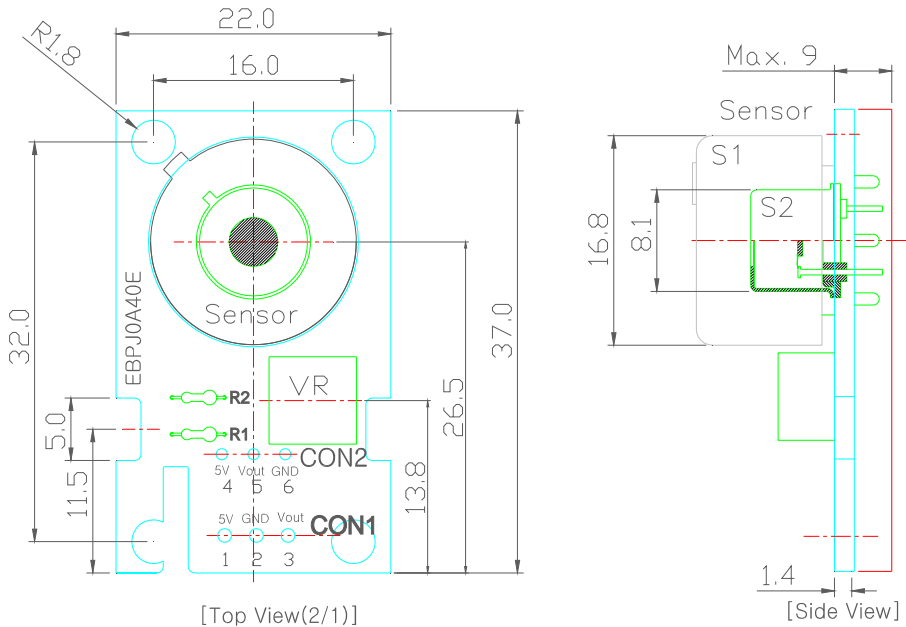 22.0
R1.8
16.0
Max. 9
Sensor
S1
S2
16.8
8.1
32.0
37.0
26.5
Sensor
EBPJ0A40E
VR
R2
R1
5.0
11.5
13.8
CON2
5V Vout GND
4 5 6
5V GND Vout CON1
1 2 3
1.4
[Top View(2/1)]
[Side View]